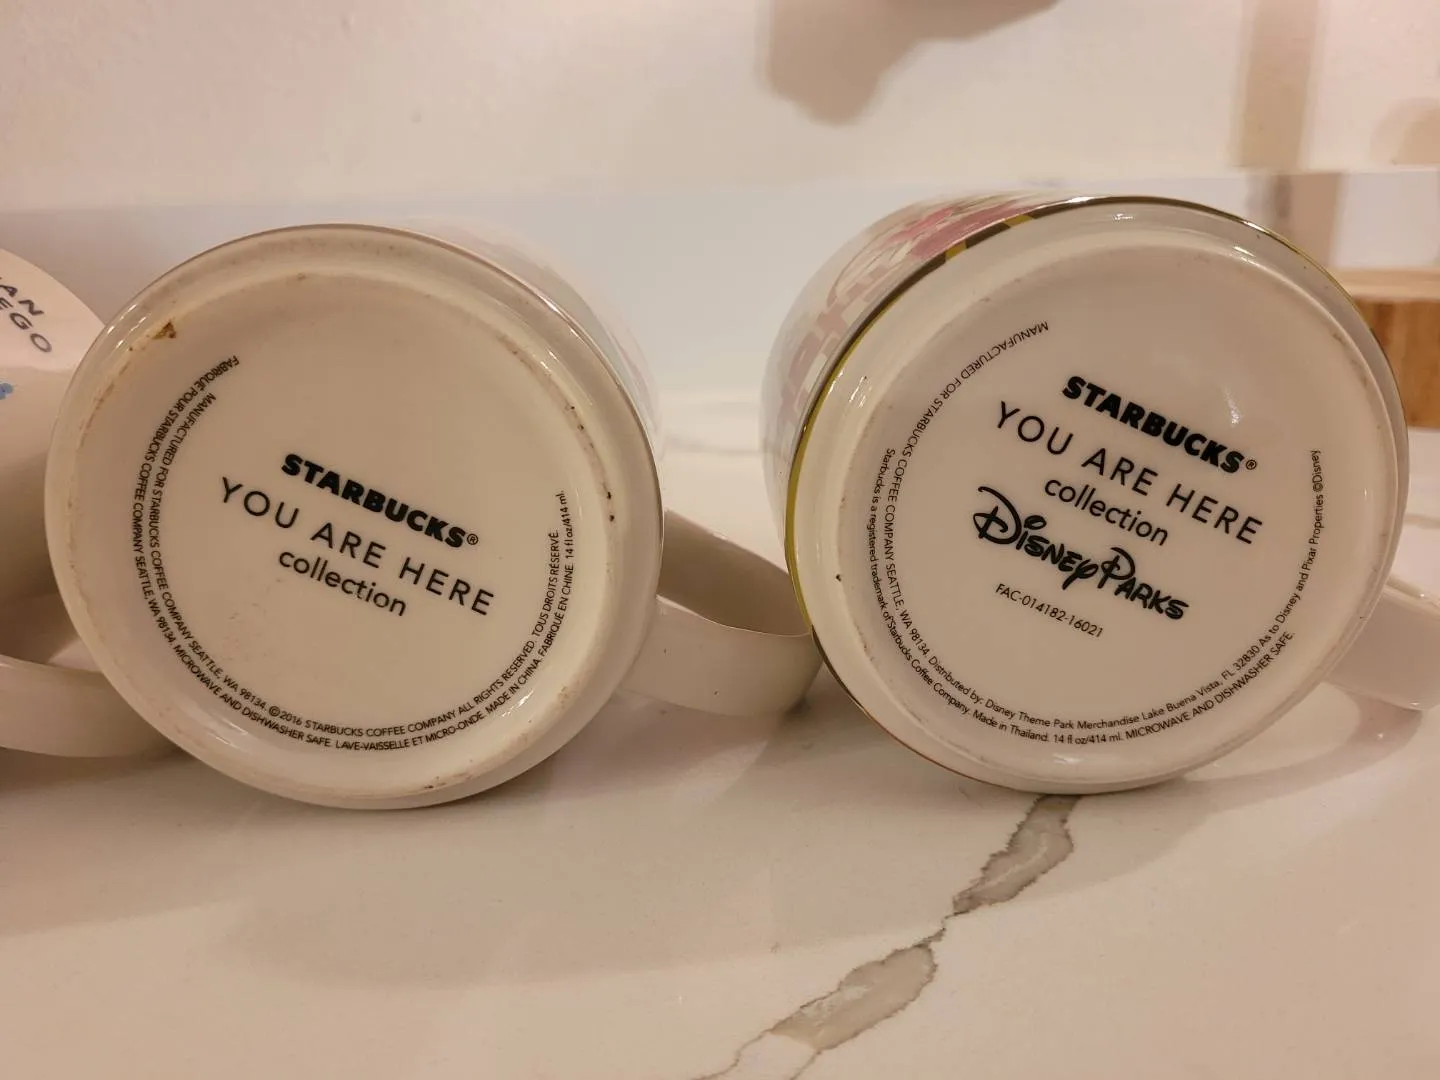 AN
EGO
STARBUCKS®
YOU ARE HERE
collection
MANUFACTURED FOR STARBUCKS COFFEE COMPANY SEATTLE, WA 98134. ©2016 STARBUCKS COFFEE COMPANY ALL RIGHTS RESERVED. TOUS DROITS RÉSERVÉ.
FABRIQUÉ POUR STARBUCKS COFFEE COMPANY SEATTLE, WA 98134. MICROWAVE AND DISHWASHER SAFE. LAVE-VAISSELLE ET MICRO-ONDE. MADE IN CHINA. FABRIQUÉ EN CHINE. 14 fl oz/414 ml.
STARBUCKS®
YOU ARE HERE
collection
Disney Parks
FAC-014182-16021
MANUFACTURED FOR STARBUCKS COFFEE COMPANY SEATTLE, WA 98134. Distributed by: Disney Theme Park Merchandise Lake Buena Vista, FL 32830 As to Disney and Pixar Properties ©Disney
Starbucks is a registered trademark of Starbucks Coffee Company. Made in Thailand. 14 fl oz/414 ml. MICROWAVE AND DISHWASHER SAFE.